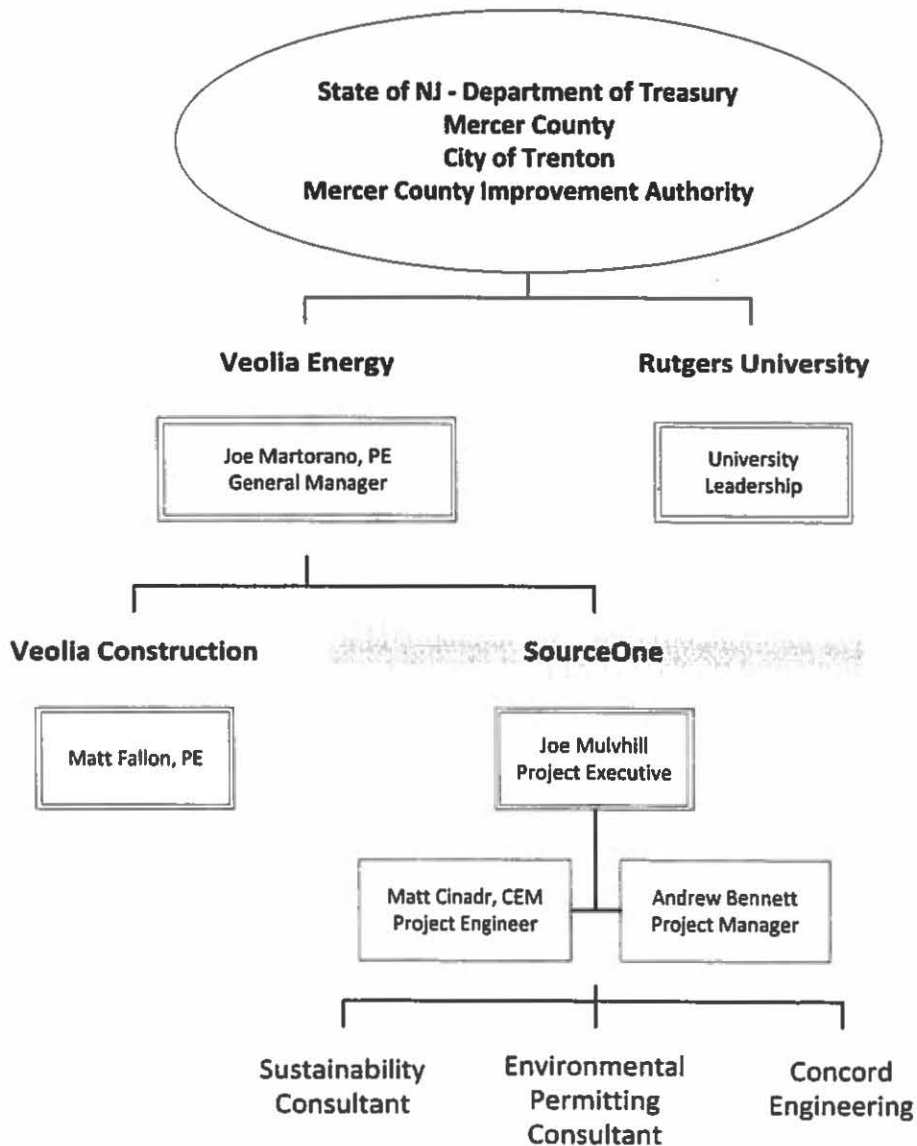 State of NJ - Department of Treasury
Mercer County
City of Trenton
Mercer County Improvement Authority
Veolia Energy
Rutgers University
Joe Martorano, PE
General Manager
University
Leadership
Veolia Construction
SourceOne
Matt Fallon, PE
Joe Mulvhill
Project Executive
Matt Cinadr, CEM
Project Engineer
Andrew Bennett
Project Manager
Sustainability
Consultant
Environmental
Permitting
Consultant
Concord
Engineering